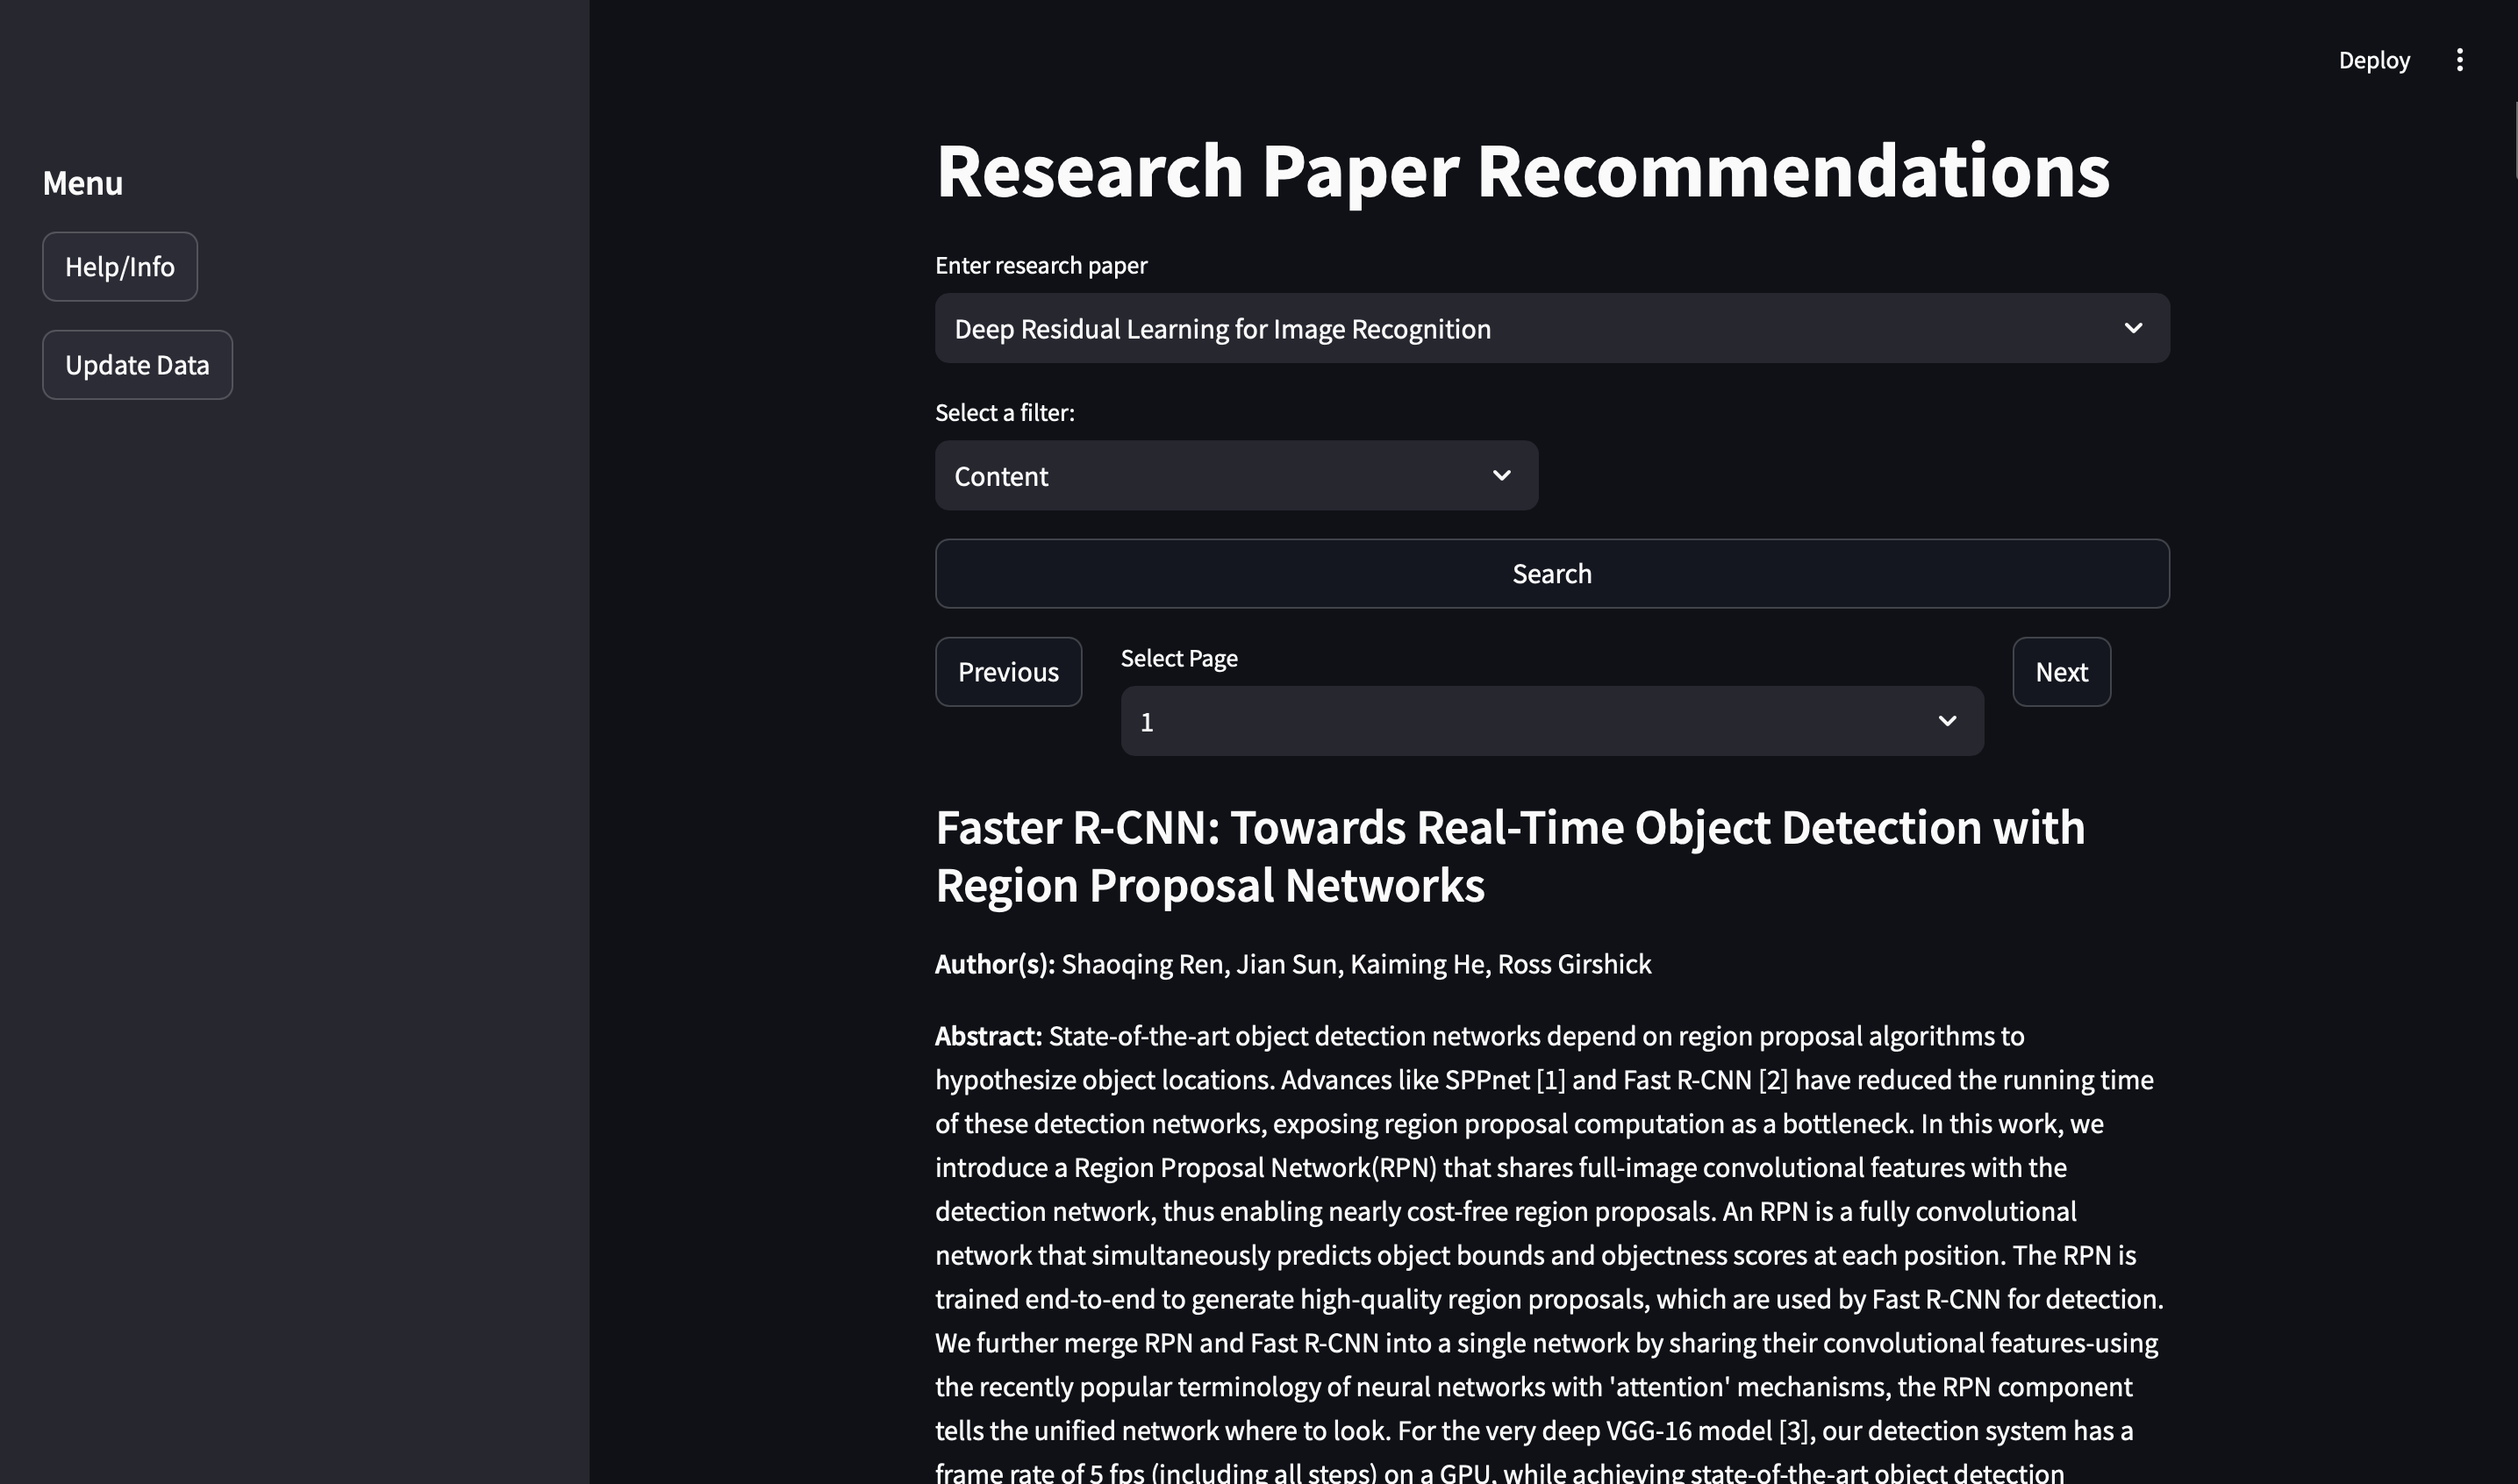 Deploy
Menu
Help/Info
Update Data
Research Paper Recommendations
Enter research paper
Deep Residual Learning for Image Recognition
Select a filter:
Content
Search
Previous
Select Page
1
Next
Faster R-CNN: Towards Real-Time Object Detection with
Region Proposal Networks
Author(s): Shaoqing Ren, Jian Sun, Kaiming He, Ross Girshick
Abstract: State-of-the-art object detection networks depend on region proposal algorithms to
hypothesize object locations. Advances like SPPnet [1] and Fast R-CNN [2] have reduced the running time
of these detection networks, exposing region proposal computation as a bottleneck. In this work, we
introduce a Region Proposal Network(RPN) that shares full-image convolutional features with the
detection network, thus enabling nearly cost-free region proposals. An RPN is a fully convolutional
network that simultaneously predicts object bounds and objectness scores at each position. The RPN is
trained end-to-end to generate high-quality region proposals, which are used by Fast R-CNN for detection.
We further merge RPN and Fast R-CNN into a single network by sharing their convolutional features-using
the recently popular terminology of neural networks with 'attention' mechanisms, the RPN component
tells the unified network where to look. For the very deep VGG-16 model [3], our detection system has a
frame rate of 5 fps (including all steps) on a GPU, while achieving state-of-the-art object detection